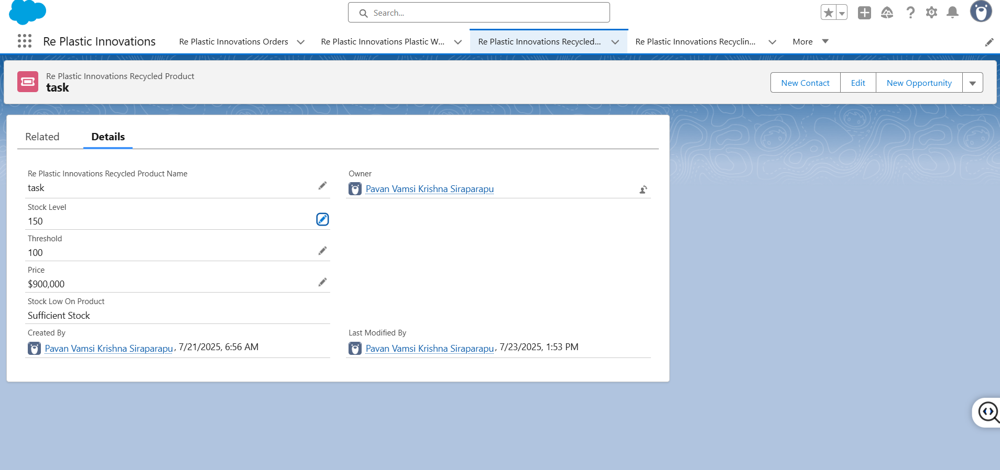 Search...
Re Plastic Innovations
Re Plastic Innovations Orders
Re Plastic Innovations Plastic W...
Re Plastic Innovations Recycled...
Re Plastic Innovations Recyclin...
More
Re Plastic Innovations Recycled Product
task
New Contact
Edit
New Opportunity
Related
Details
Re Plastic Innovations Recycled Product Name
task
Owner
Pavan Vamsi Krishna Siraparapu
Stock Level
150
Threshold
100
Price
$900,000
Stock Low On Product
Sufficient Stock
Created By
Pavan Vamsi Krishna Siraparapu, 7/21/2025, 6:56 AM
Last Modified By
Pavan Vamsi Krishna Siraparapu, 7/23/2025, 1:53 PM